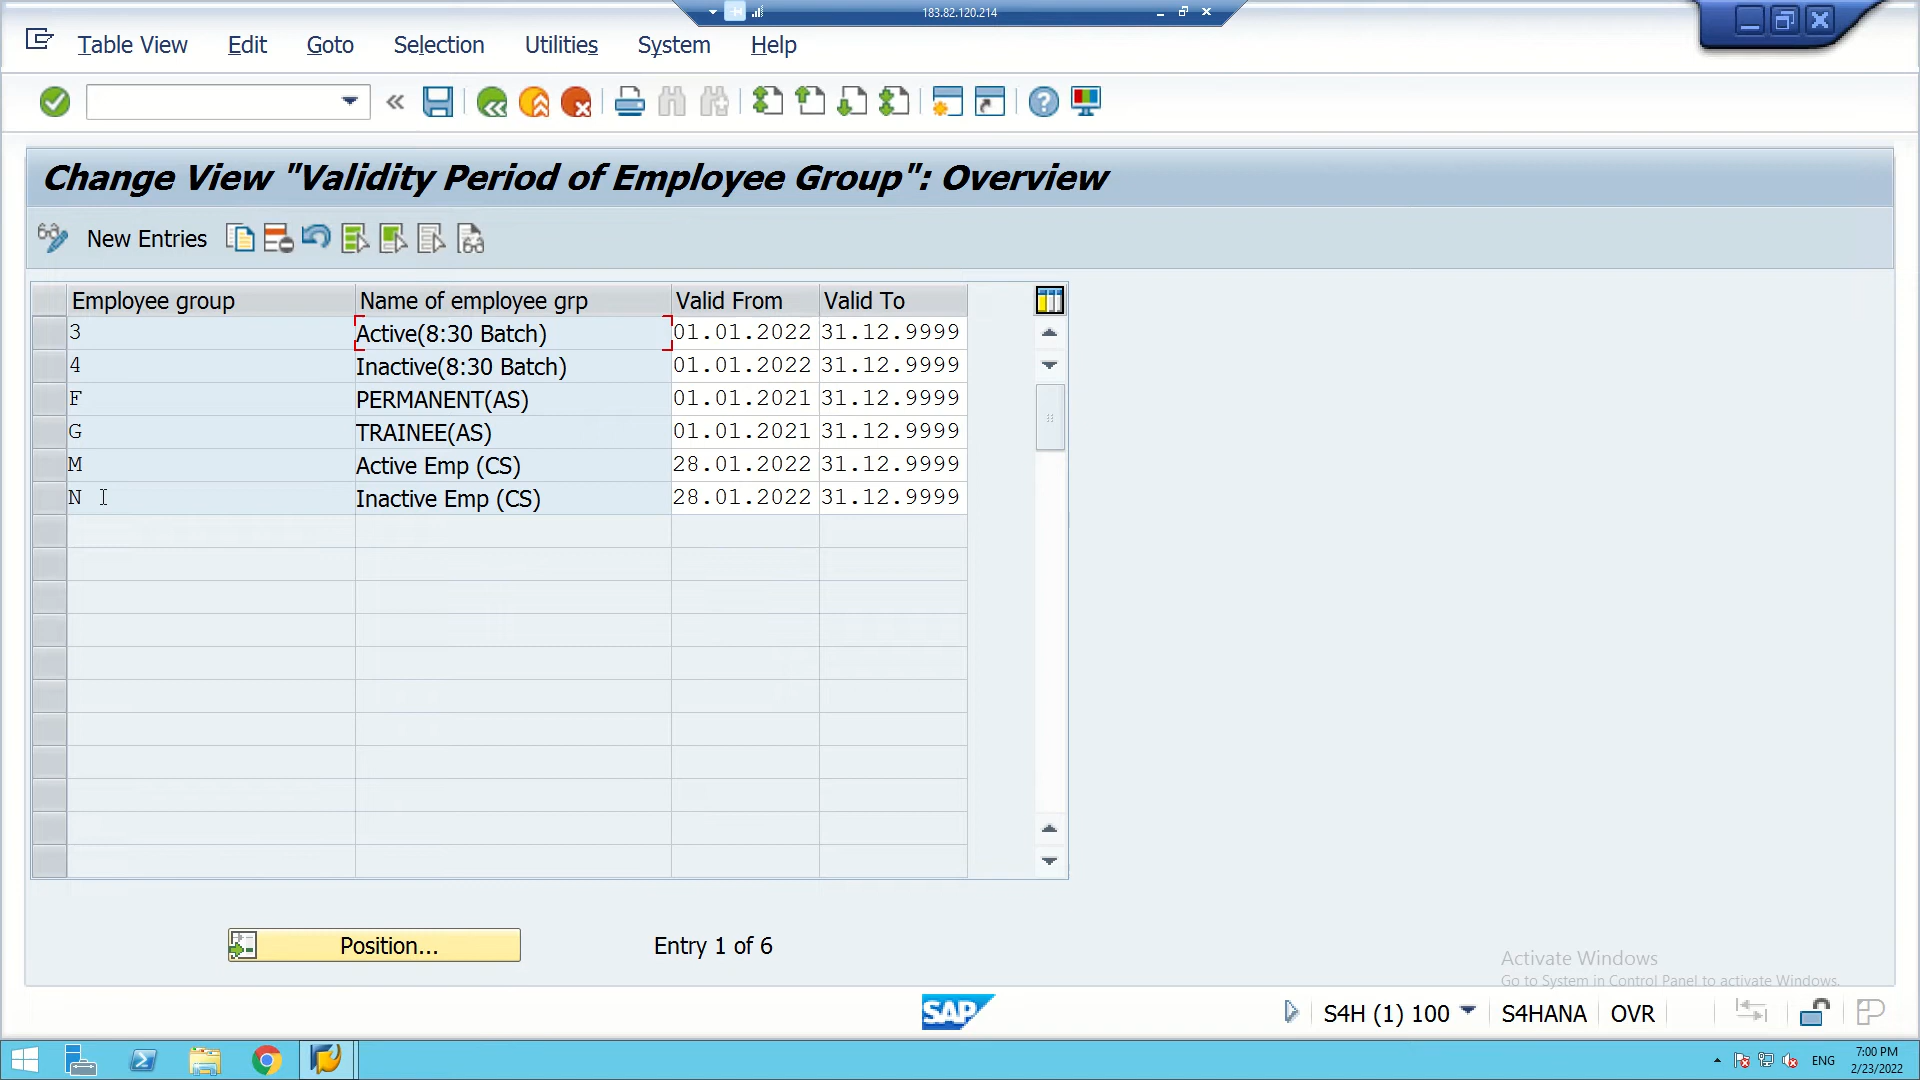 183.82.120.214
Table View Edit Goto Selection Utilities System Help
Change View "Validity Period of Employee Group": Overview
New Entries
Employee group Name of employee grp Valid From Valid To
3 Active(8:30 Batch) 01.01.2022 31.12.9999
4 Inactive(8:30 Batch) 01.01.2022 31.12.9999
F PERMANENT(AS) 01.01.2021 31.12.9999
G TRAINEE(AS) 01.01.2021 31.12.9999
M Active Emp (CS) 28.01.2022 31.12.9999
N Inactive Emp (CS) 28.01.2022 31.12.9999
Position... Entry 1 of 6
Activate Windows
Go to System in Control Panel to activate Windows.
SAP S4H (1) 100 S4HANA OVR
ENG 7:00 PM
2/23/2022